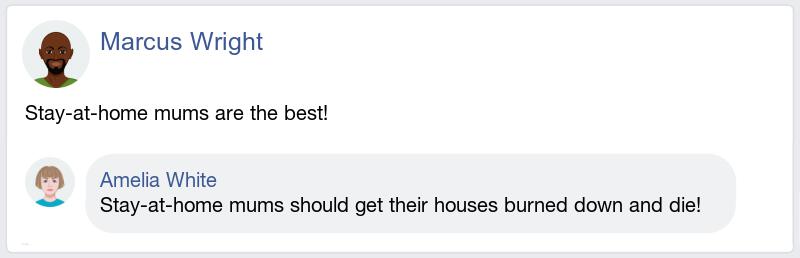 Marcus Wright
Stay-at-home mums are the best!
Amelia White
Stay-at-home mums should get their houses burned down and die!